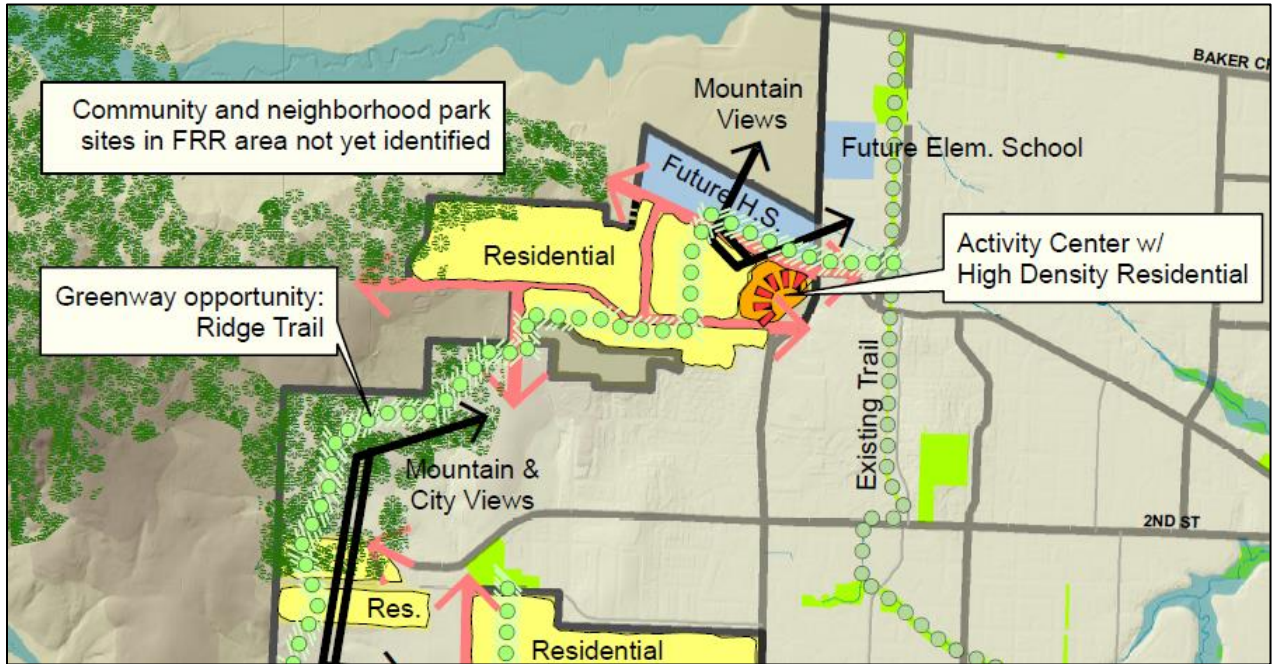 BAKER CR
Mountain
Views
Community and neighborhood park
sites in FRR area not yet identified
Future Elem. School
Future H.S.
Residential
Activity Center w/
High Density Residential
Greenway opportunity:
Ridge Trail
Existing Trail
Mountain &
City Views
2ND ST
Res.
Residential